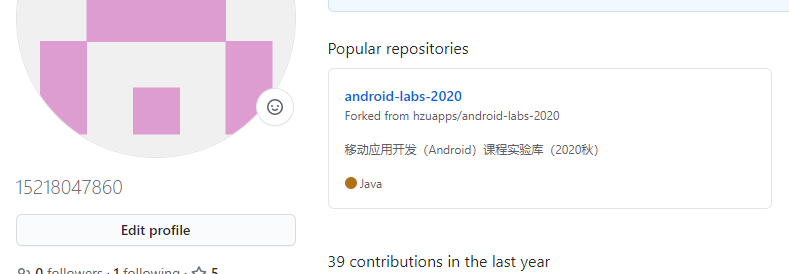 Popular repositories
android-labs-2020
Forked from hzuapps/android-labs-2020
移动应用开发（Android）课程实验库（2020秋）
Java
15218047860
Edit profile
0 followers · 1 following · 5
39 contributions in the last year